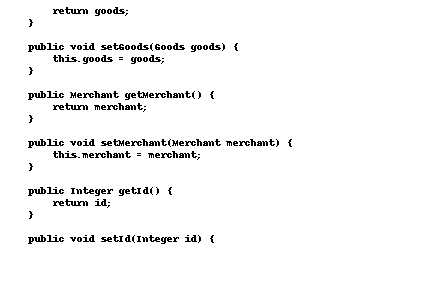 return goods;
}
public void setGoods(Goods goods) {
this.goods = goods;
}
public Merchant getMerchant() {
return merchant;
}
public void setMerchant(Merchant merchant) {
this.merchant = merchant;
}
public Integer getId() {
return id;
}
public void setId(Integer id) {